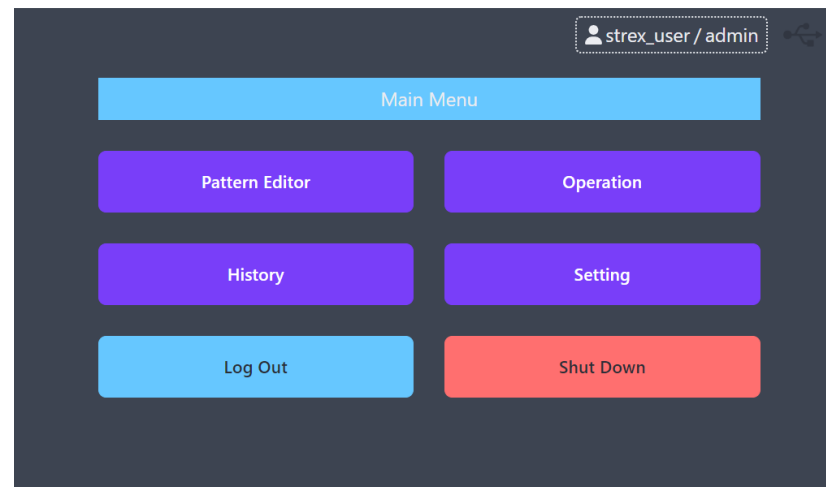 strex_user / admin
Main Menu
Pattern Editor
Operation
History
Setting
Log Out
Shut Down